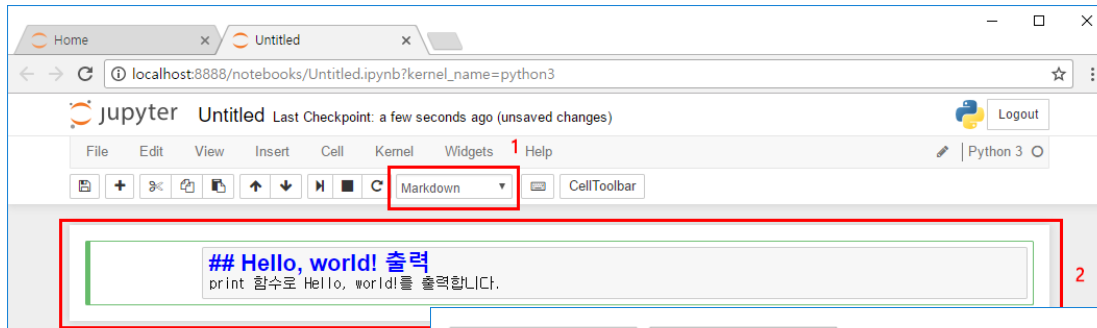 Home Untitled
localhost:8888/notebooks/Untitled.ipynb?kernel_name=python3
jupyter Untitled Last Checkpoint: a few seconds ago (unsaved changes) Logout
File Edit View Insert Cell Kernel Widgets 1 Help Python 3
Markdown CellToolbar
## Hello, world! 출력
print 함수로 Hello, world!를 출력합니다.
2